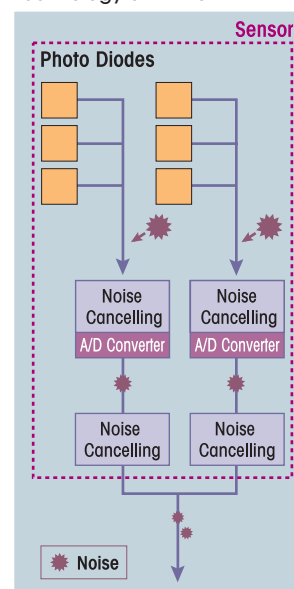 Sensor
Photo Diodes
Noise
Cancelling
A/D Converter
Noise
Cancelling
A/D Converter
Noise
Cancelling
Noise
Cancelling
Noise